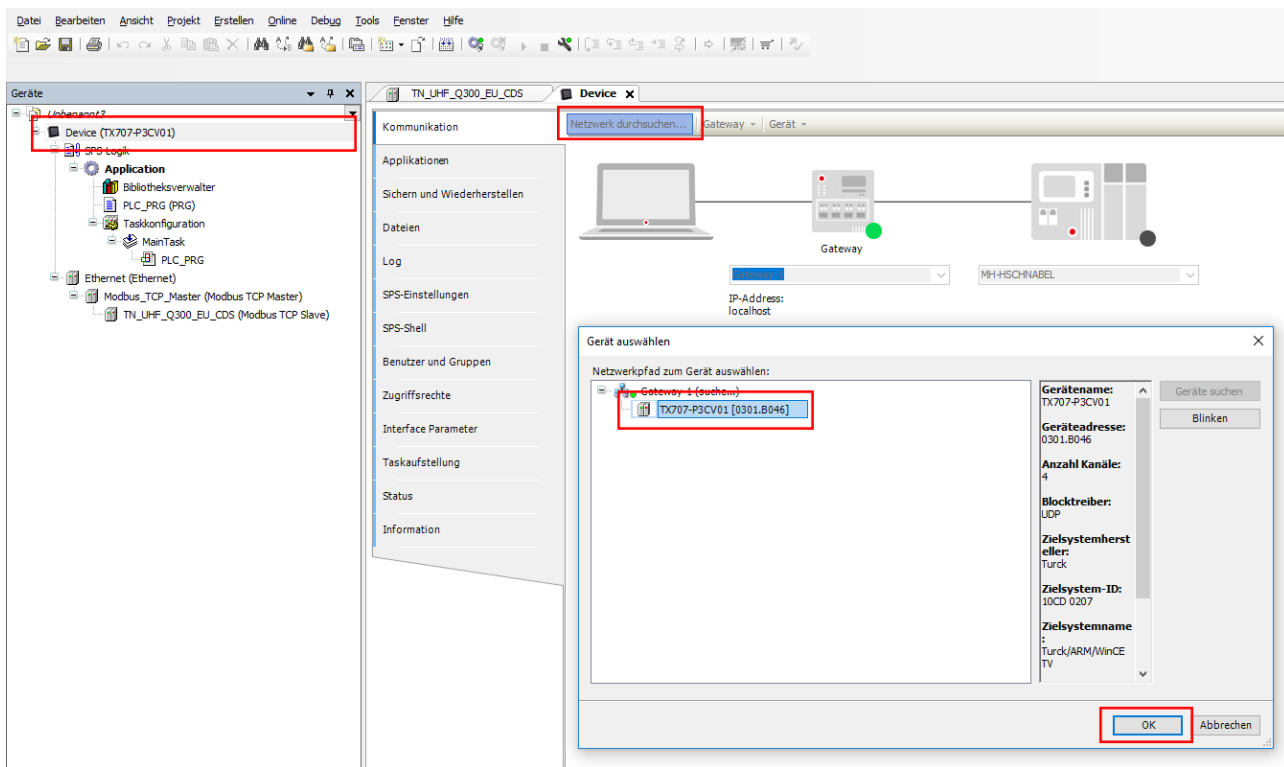 Datei Bearbeiten Ansicht Projekt Erstellen Online Debug Tools Fenster Hilfe
Geräte
TN_UHF_Q300_EU_CDS
Device
Unbenannt3
Device (TX707-P3CV01)
SPS-Logik
Application
Bibliotheksverwalter
PLC_PRG (PRG)
Taskkonfiguration
MainTask
PLC_PRG
Ethernet (Ethernet)
Modbus_TCP_Master (Modbus TCP Master)
TN_UHF_Q300_EU_CDS (Modbus TCP Slave)
Kommunikation
Applikationen
Sichern und Wiederherstellen
Dateien
Log
SPS-Einstellungen
SPS-Shell
Benutzer und Gruppen
Zugriffsrechte
Interface Parameter
Taskaufstellung
Status
Information
Netzwerk durchsuchen... Gateway Gerät
Gateway
Gateway-1
MH-HSCHNABEL
IP-Address:
localhost
Gerät auswählen
Netzwerkpfad zum Gerät auswählen:
Gateway-1 (suche...)
TX707-P3CV01 [0301.B046]
Gerätename:
TX707-P3CV01
Geräteadresse:
0301.B046
Anzahl Kanäle:
4
Blocktreiber:
UDP
Zielsystemherst
eller:
Turck
Zielsystem-ID:
10CD 0207
Zielsystemname
:
Turck/ARM/WinCE
TV
Geräte suchen
Blinken
OK
Abbrechen